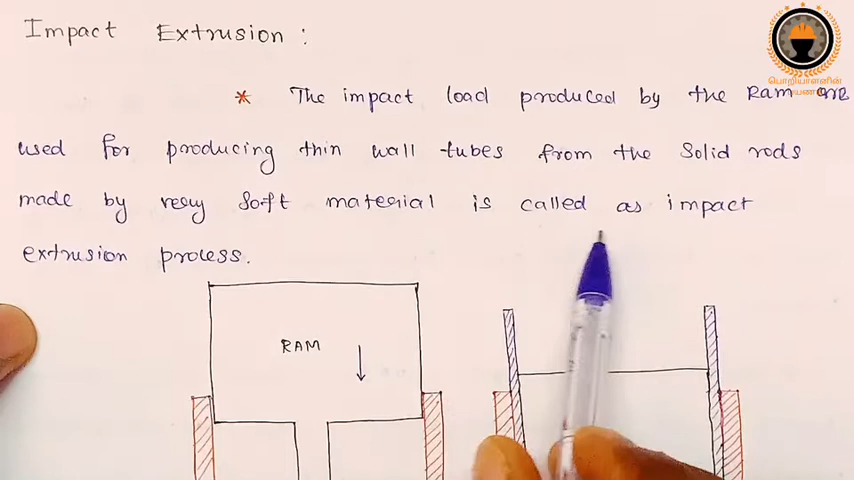 Impact Extrusion :
* The impact load produced by the Ram are
used for producing thin wall tubes from the solid rods
made by very soft material is called as impact
extrusion process.
RAM
பொறியாளனின்